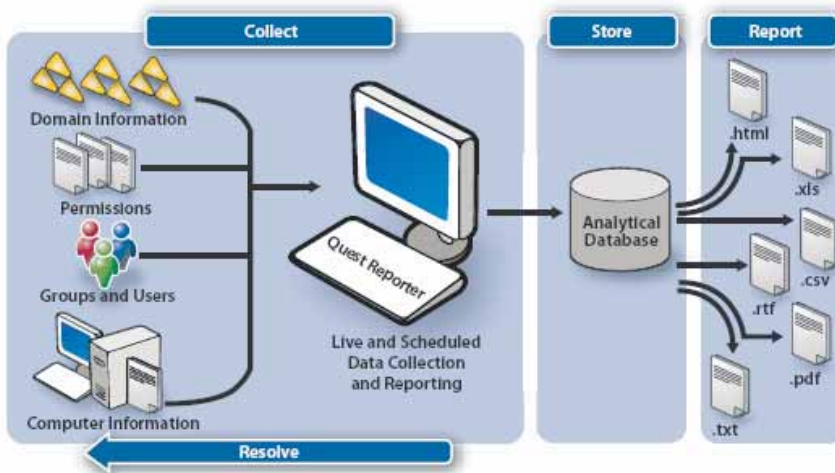 Collect
Store
Report
Domain Information
Permissions
Groups and Users
Computer Information
Quest Reporter
Live and Scheduled
Data Collection
and Reporting
Resolve
Analytical
Database
.html
.xls
.csv
.rtf
.pdf
.txt